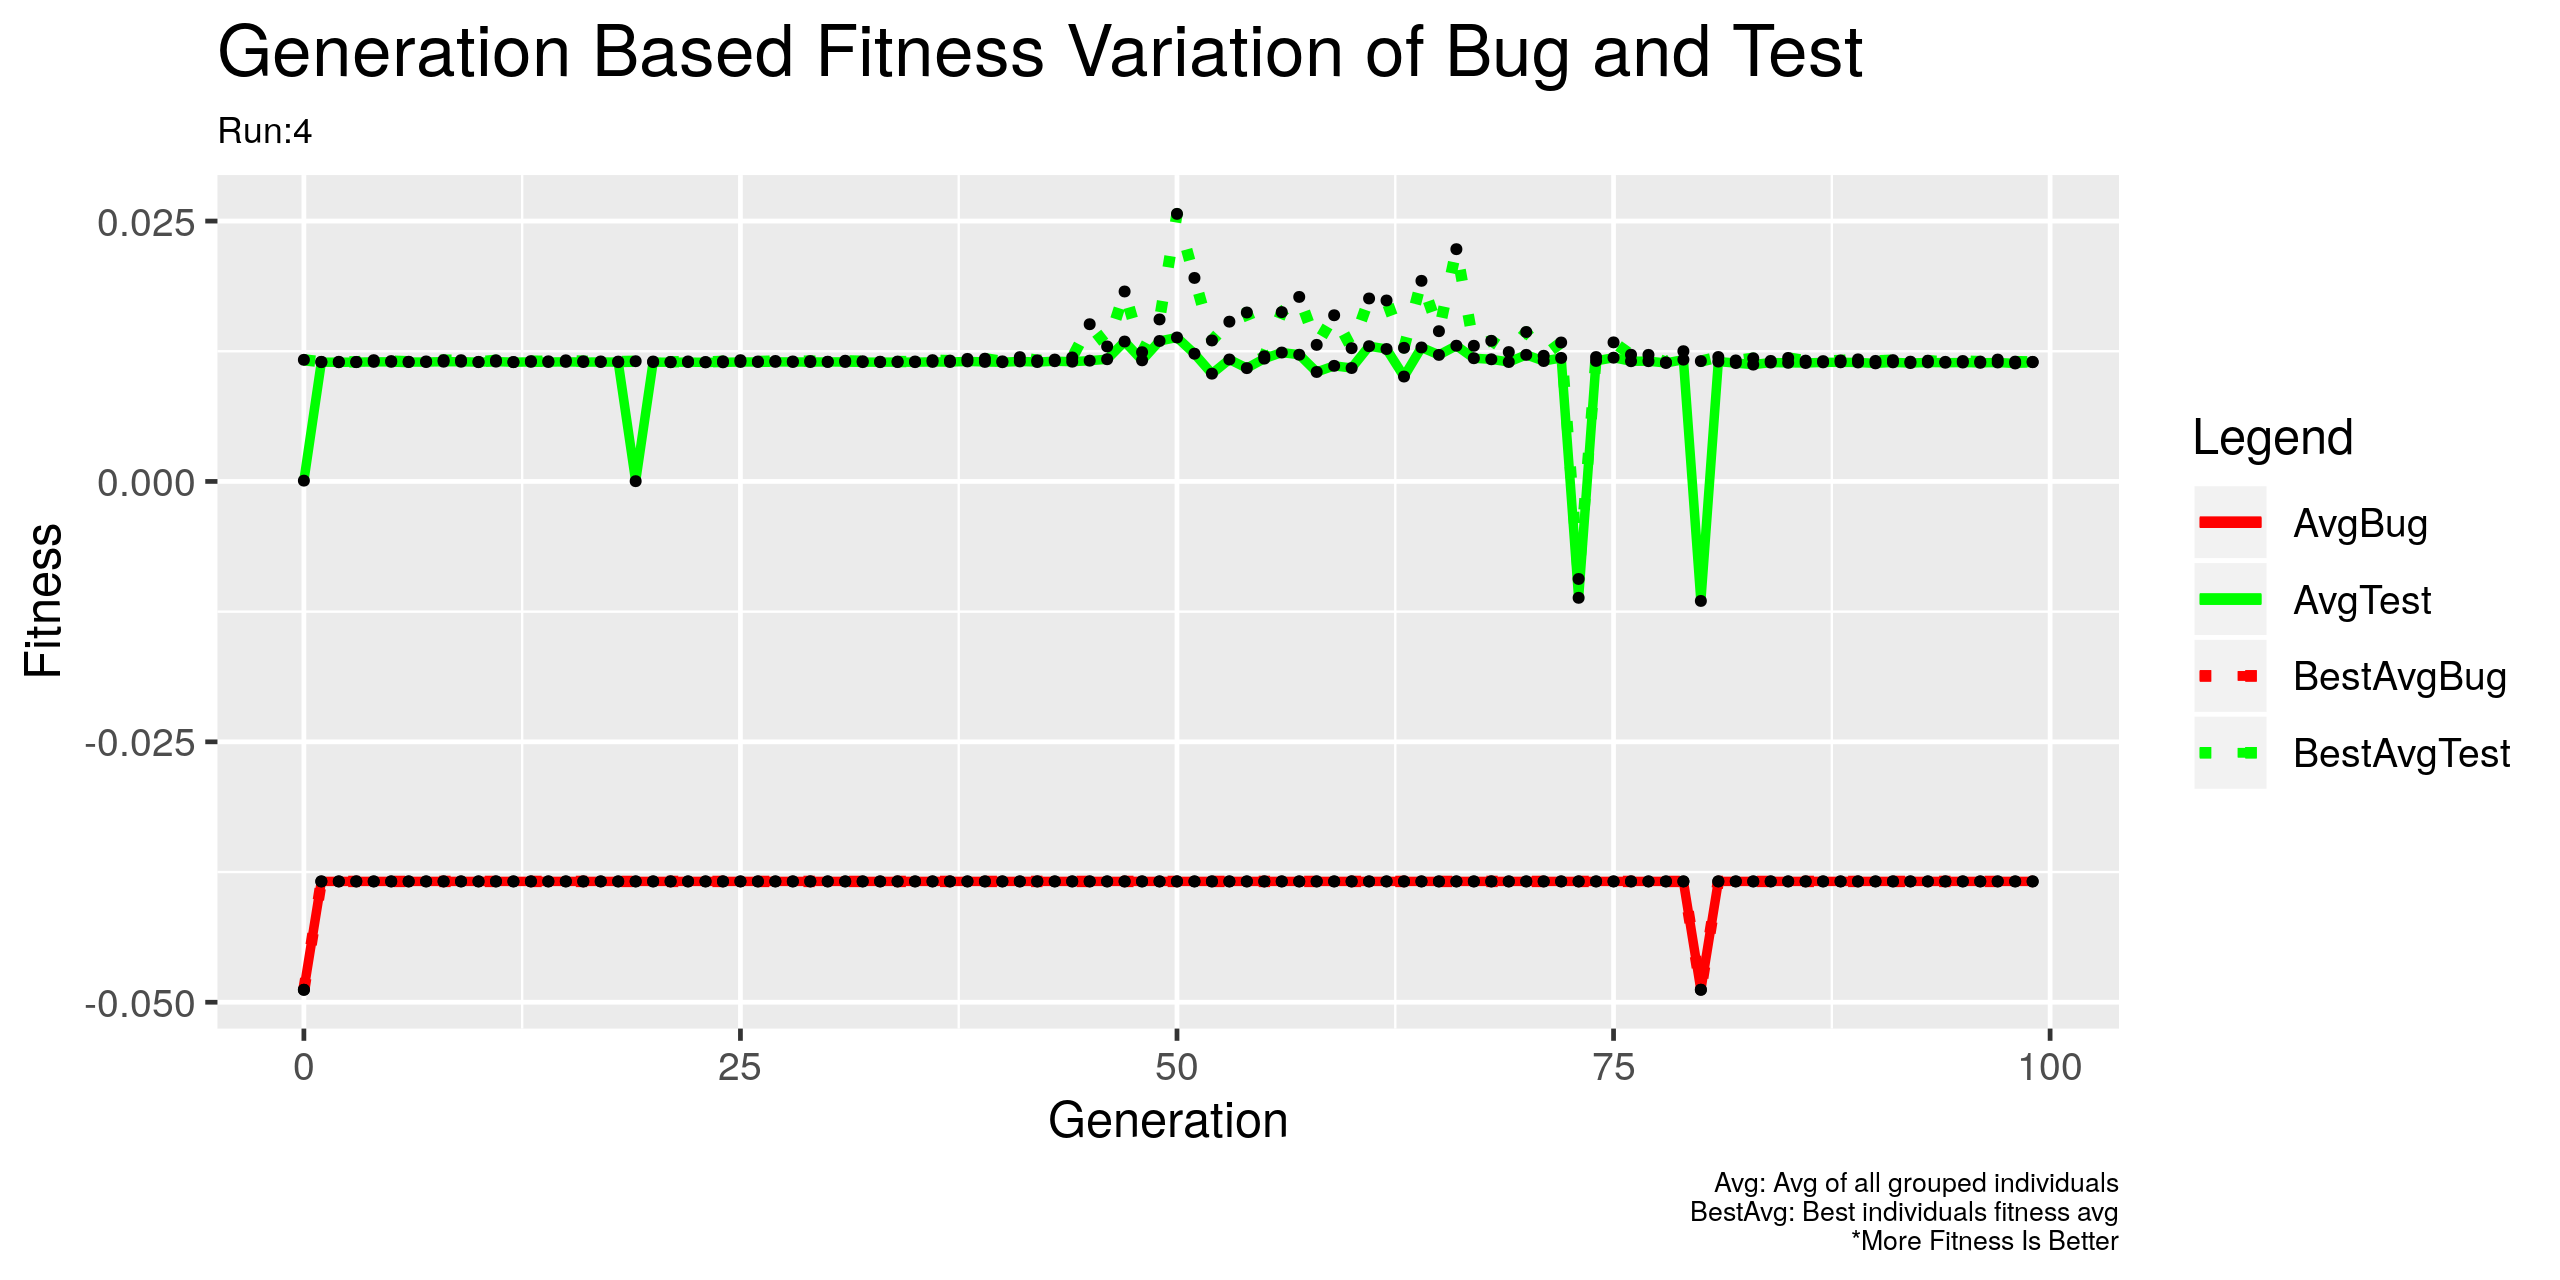 Generation Based Fitness Variation of Bug and Test
Run:4
0.025
0.000
-0.025
-0.050
Fitness
0
25
50
75
100
Generation
Legend
AvgBug
AvgTest
BestAvgBug
BestAvgTest
Avg: Avg of all grouped individuals
BestAvg: Best individuals fitness avg
*More Fitness Is Better